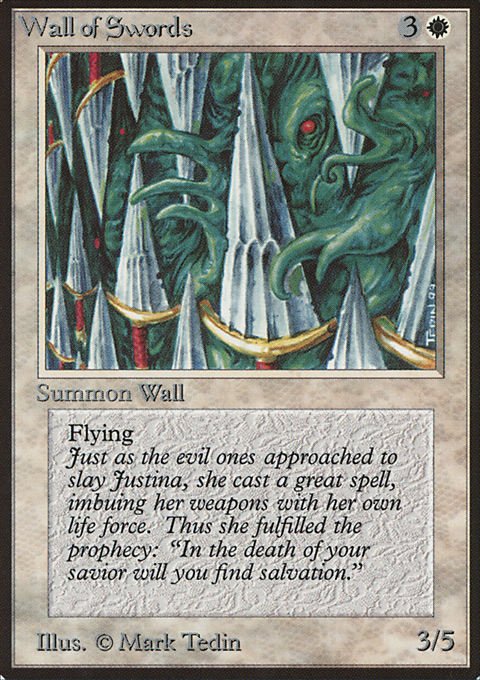 Wall of Swords 3
TEDIN 93
Summon Wall
Flying
Just as the evil ones approached to
slay Justina, she cast a great spell,
imbuing her weapons with her own
life force. Thus she fulfilled the
prophecy: “In the death of your
savior will you find salvation.”
Illus. © Mark Tedin 3/5